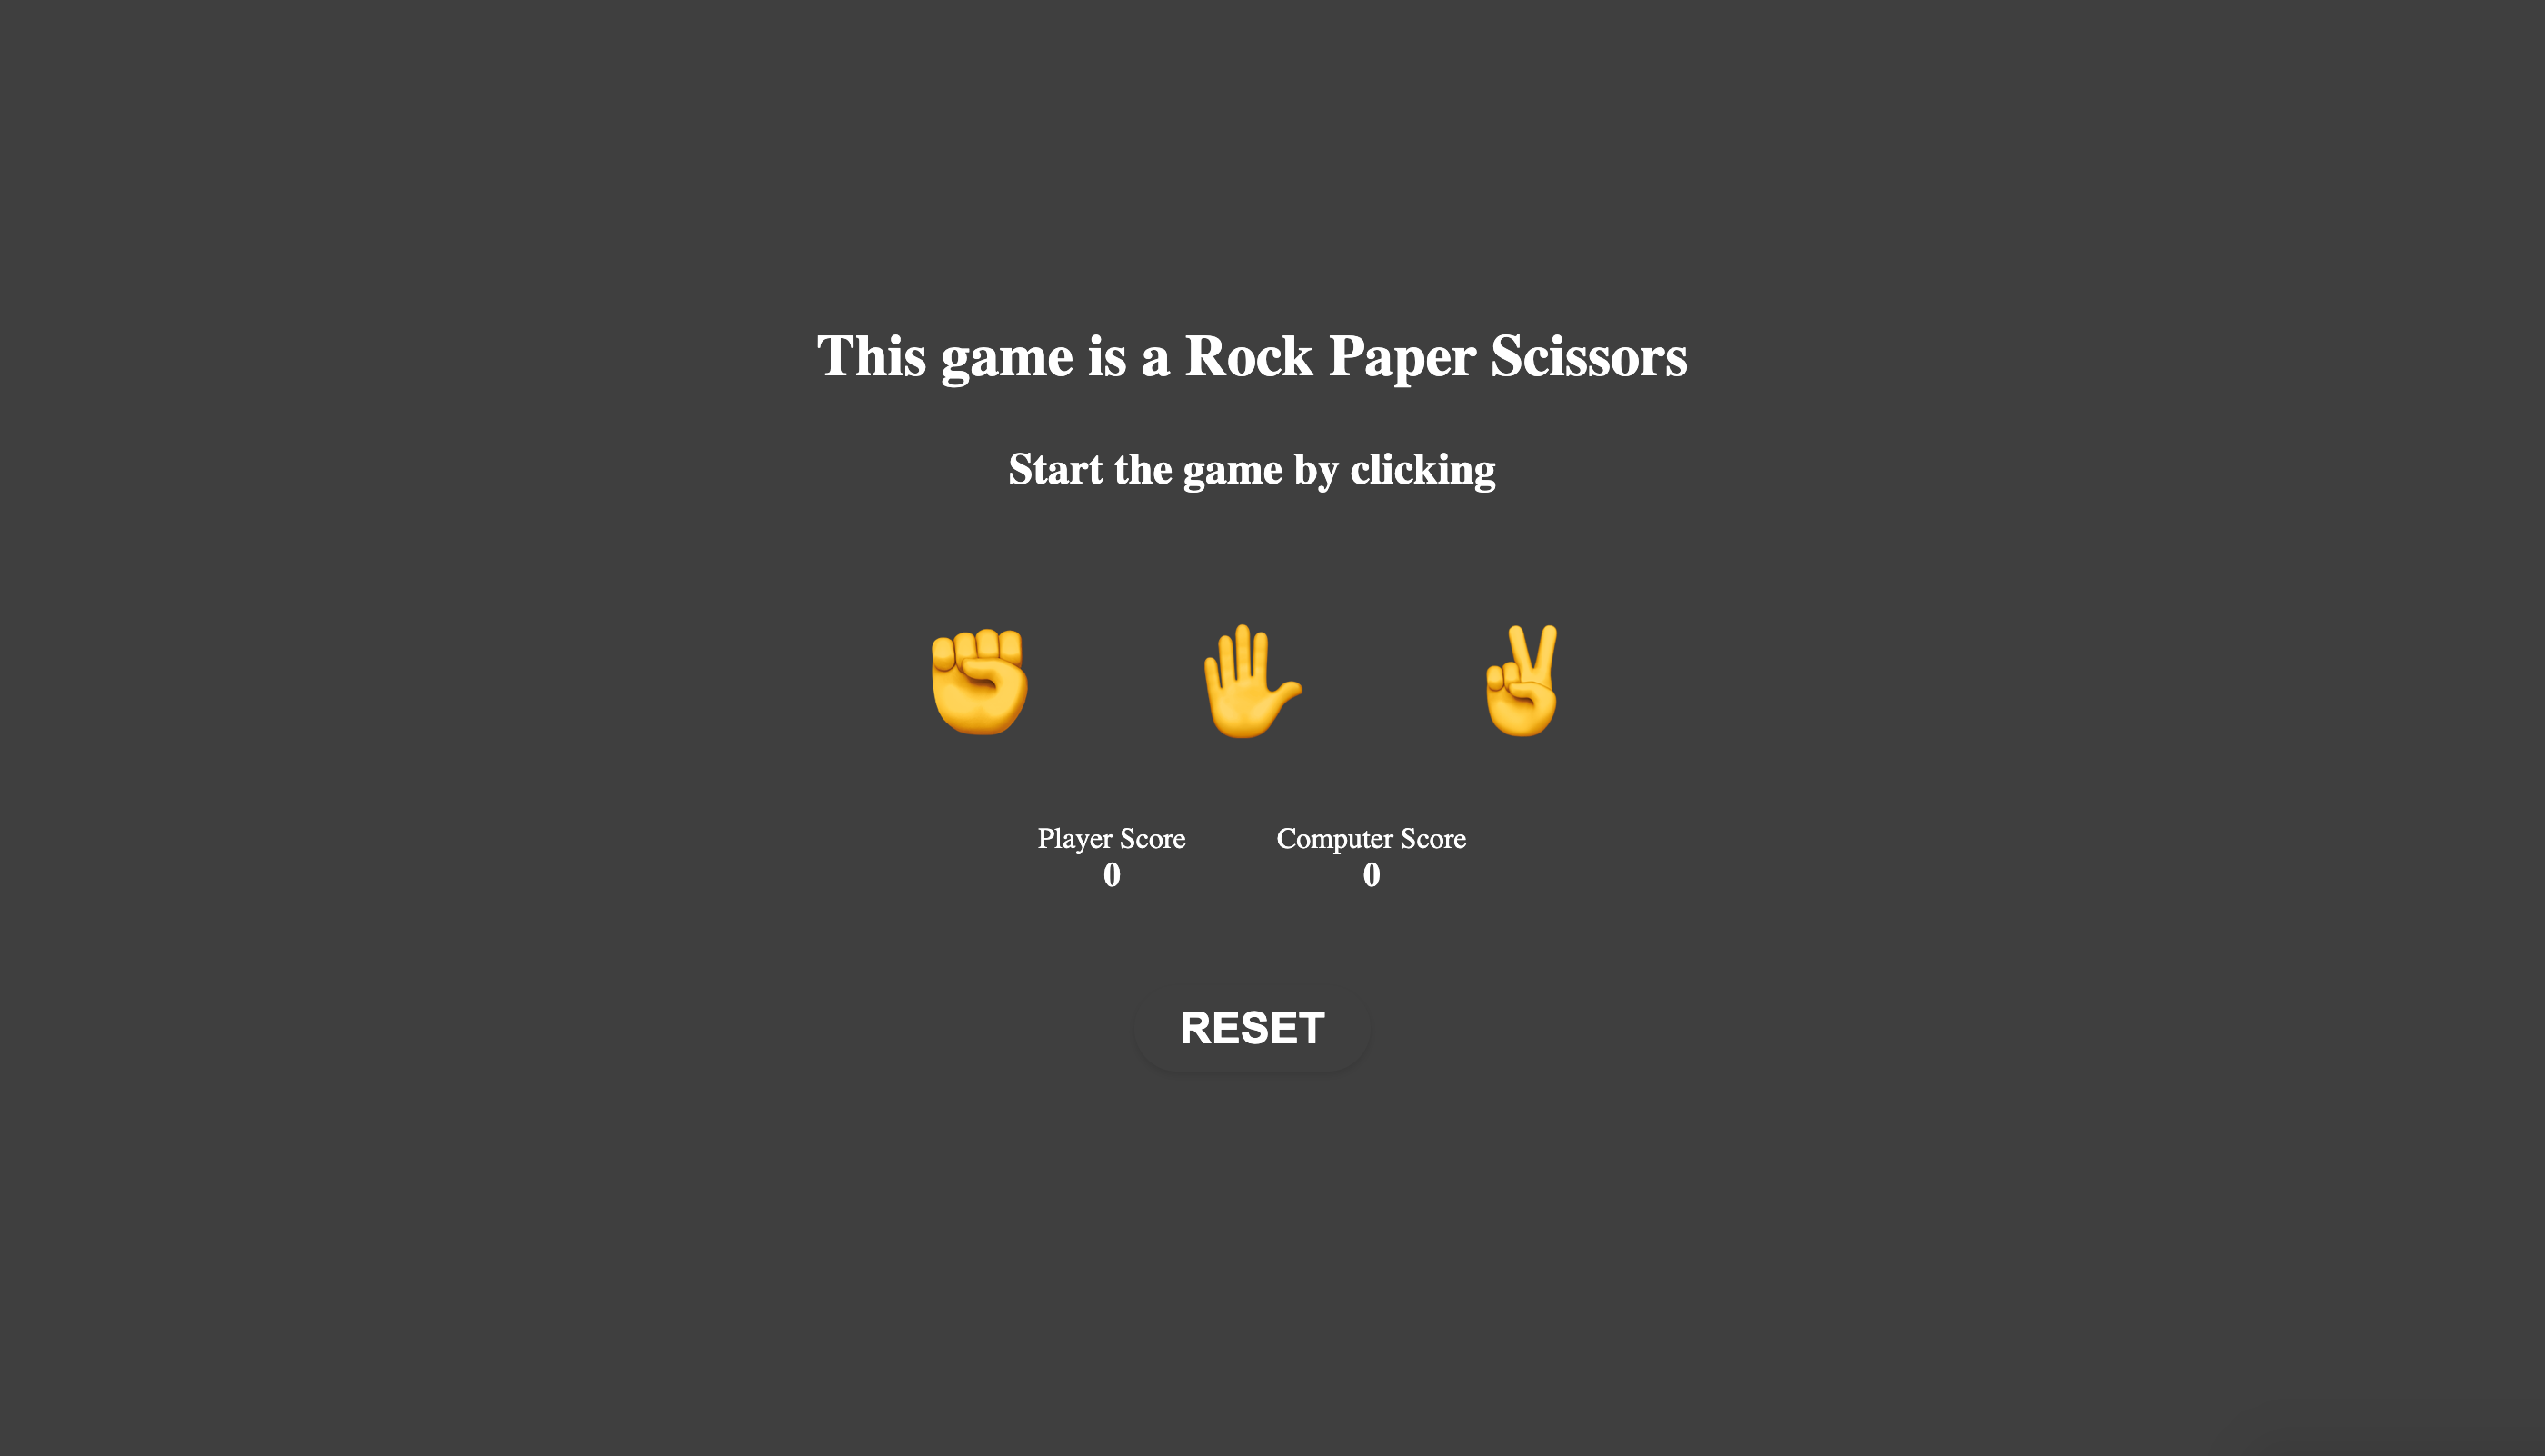 This game is a Rock Paper Scissors
Start the game by clicking
Player Score Computer Score
0 0
RESET